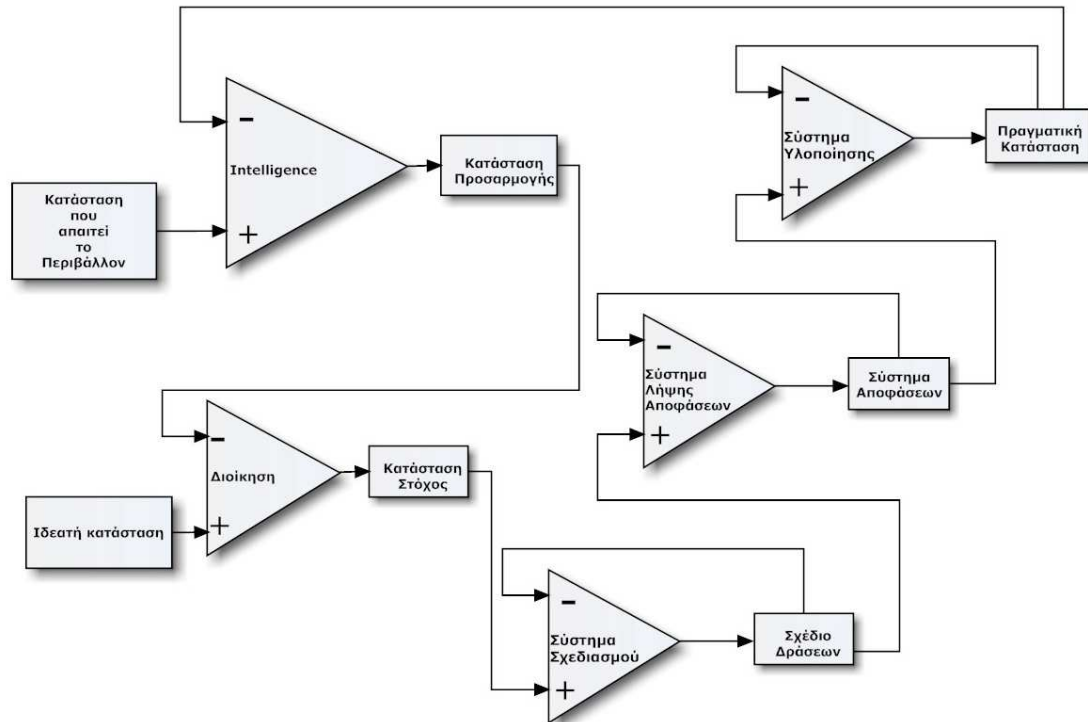 -
Intelligence
+
Κατάσταση
Προσαρμογής
Κατάσταση
που
απαιτεί
το
Περιβάλλον
-
Σύστημα
Υλοποίησης
+
Πραγματική
Κατάσταση
-
Σύστημα
Λήψης
Αποφάσεων
+
Σύστημα
Αποφάσεων
-
Διοίκηση
+
Κατάσταση
Στόχος
Ιδεατή κατάσταση
-
Σύστημα
Σχεδιασμού
+
Σχέδιο
Δράσεων